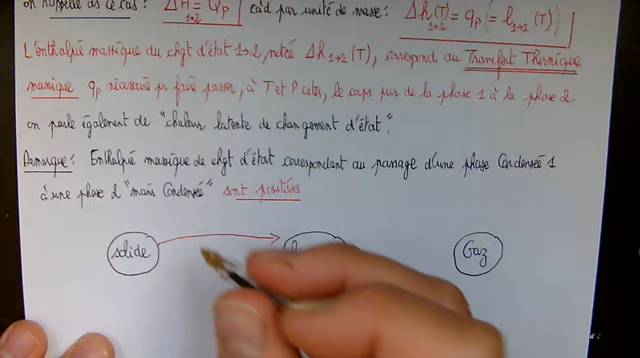 on rappelle ds ce cas : ΔH 1→2 = Qp càd par unité de masse : Δh(T) 1→2 = qp (= l1→2 (T))
L'enthalpie massique du chgt d'état 1→2, notée Δh1→2(T), correspond au Transfert Thermique
massique qp nécessaire pr faire passer, à T et P cstes, le corps pur de la phase 1 à la phase 2.
on parle également de "chaleur latente de changement d'état".
Remarque : Enthalpie massique de chgt d'état correspondant au passage d'une phase Condensée 1
à une phase 2 "moins Condensée" sont positives
solide Gaz